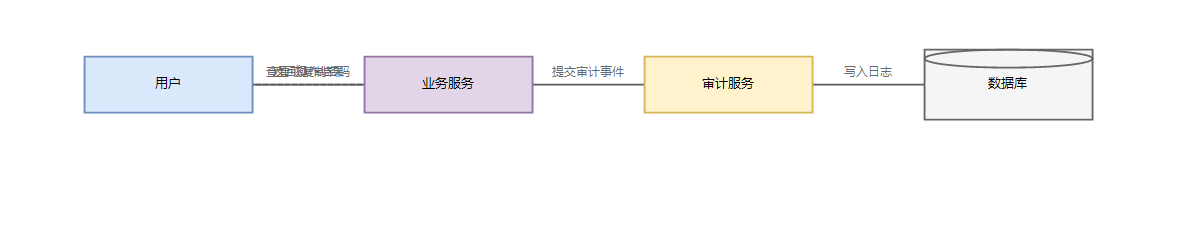 用户
业务服务
提交审计事件
审计服务
写入日志
数据库